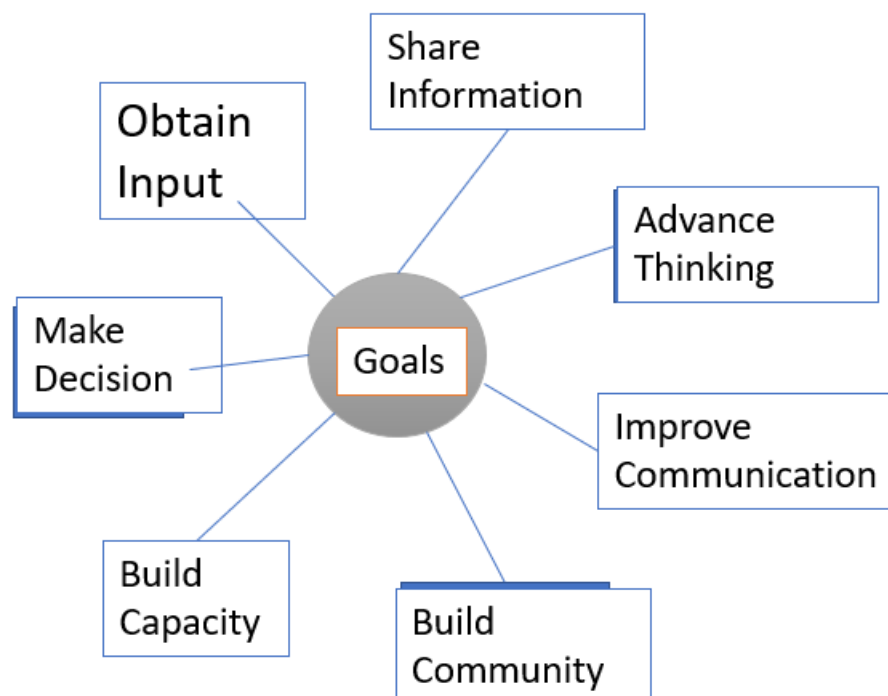 Share
Information
Obtain
Input
Advance
Thinking
Make
Decision
Goals
Improve
Communication
Build
Capacity
Build
Community